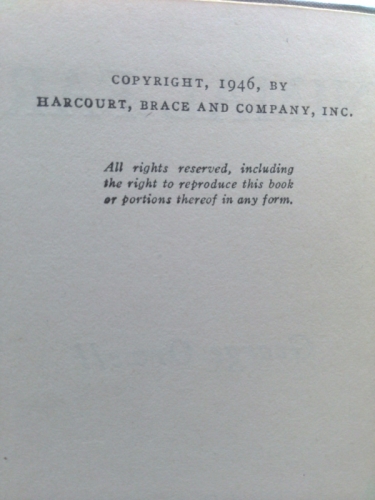 COPYRIGHT, 1946, BY
HARCOURT, BRACE AND COMPANY, INC.
All rights reserved, including
the right to reproduce this book
or portions thereof in any form.